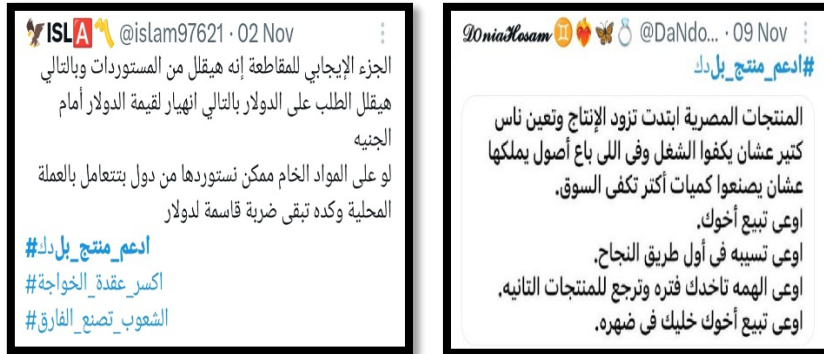 ISLA @islam97621 · 02 Nov
الجزء الإيجابي للمقاطعة إنه هيقلل من المستوردات وبالتالي
هيقلل الطلب على الدولار بالتالي انهيار لقيمة الدولار أمام
الجنيه
لو على المواد الخام ممكن نستوردها من دول بتتعامل بالعملة
المحلية وكده تبقى ضربة قاسمة لدولار
#ادعم_منتج_بلدك
#اكسر_عقدة_الخواجة
#الشعوب_تصنع_الفارق
D0niaHosam @DaNdo... · 09 Nov
#ادعم_منتج_بلدك
المنتجات المصرية ابتدت تزود الإنتاج وتعين ناس
كتير عشان يكفوا الشغل وفى اللى باع أصول يملكها
عشان يصنعوا كميات أكتر تكفى السوق.
اوعى تبيع أخوك.
اوعى تسيبه فى أول طريق النجاح.
اوعى الهمه تاخدك فتره وترجع للمنتجات التانيه.
اوعى تبيع أخوك خليك فى ضهره.